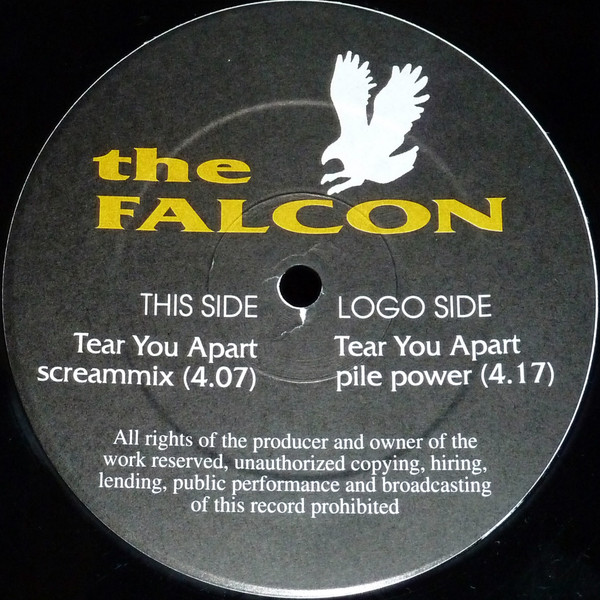 the
FALCON
THIS SIDE
Tear You Apart
screammix (4.07)
LOGO SIDE
Tear You Apart
pile power (4.17)
All rights of the producer and owner of the
work reserved, unauthorized copying, hiring,
lending, public performance and broadcasting
of this record prohibited